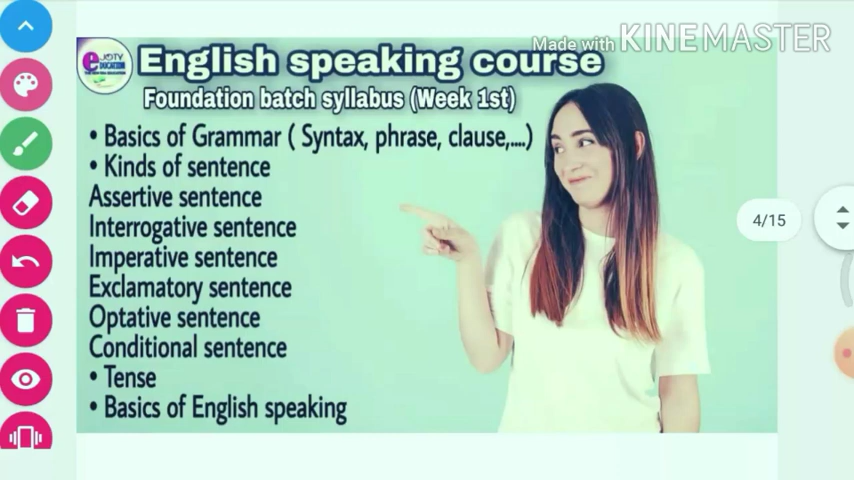 Made with KINEMASTER
e JOTY
EDUCATION
English speaking course
Foundation batch syllabus (Week 1st)
• Basics of Grammar ( Syntax, phrase, clause,....)
• Kinds of sentence
Assertive sentence
Interrogative sentence
Imperative sentence
Exclamatory sentence
Optative sentence
Conditional sentence
• Tense
• Basics of English speaking
4/15